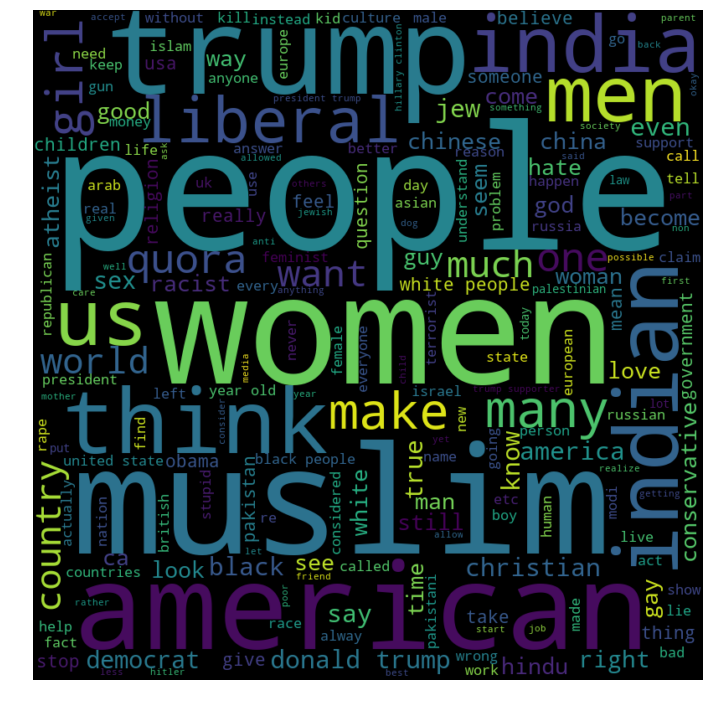 war
accept
without
kill
instead
kid
culture
male
believe
go
parent
back
need
keep
islam
usa
way
anyone
europe
hillary clinton
someone
trump
india
girl
gun
good
money
president trump
jew
come
something
men
okay
even
children
life
liberal
answer
better
chinese
reason
china
society
said
support
call
ask
allowed
people
hate
happen
law
tell
atheist
arab
real
given
religion
uk
use
really
others
jewish
feel
question
day
asian
understand
seem
problem
god
russia
become
part
non
anti
dog
quora
feminist
guy
much
one
woman
possible
claim
republican
well
care
sex
racist
every
anything
want
white people
palestinian
mean
first
us
women
never
female
everyone
terrorist
today
state
european
indian
world
president
left
media
year old
year
child
israel
trump supporter
love
conservative
government
mother
think
consider
make
new
many
russian
lot
rape
put
find
true
know
person
america
united state
obama
black people
yet
name
going
realize
country
actually
nation
british
stupid
pakistan
re
muslim
considered
white
man
still
etc
boy
human
modi
getting
ca
let
allow
live
countries
look
black
see
friend
called
time
christian
gay
act
show
rather
american
poor
race
say
pakistani
take
made
lie
thing
help
fact
alway
start
job
stop
democrat
give
donald trump
wrong
work
hindu
right
bad
less
hitler
best